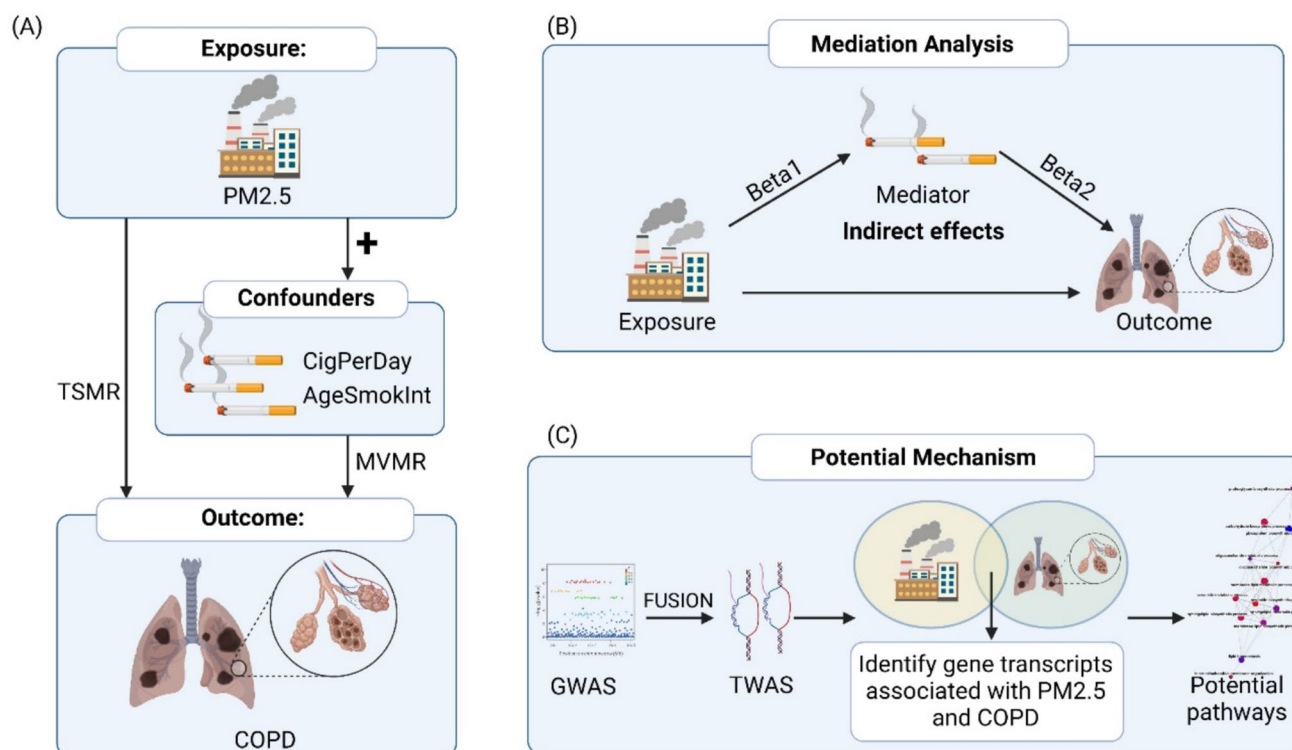 (A)
Exposure:
PM2.5
+
Confounders
CigPerDay
AgeSmokInt
TSMR
MVMR
Outcome:
COPD
(B)
Mediation Analysis
Beta1
Beta2
Mediator
Indirect effects
Exposure
Outcome
(C)
Potential Mechanism
GWAS
FUSION
TWAS
Identify gene transcripts
associated with PM2.5
and COPD
Potential
pathways